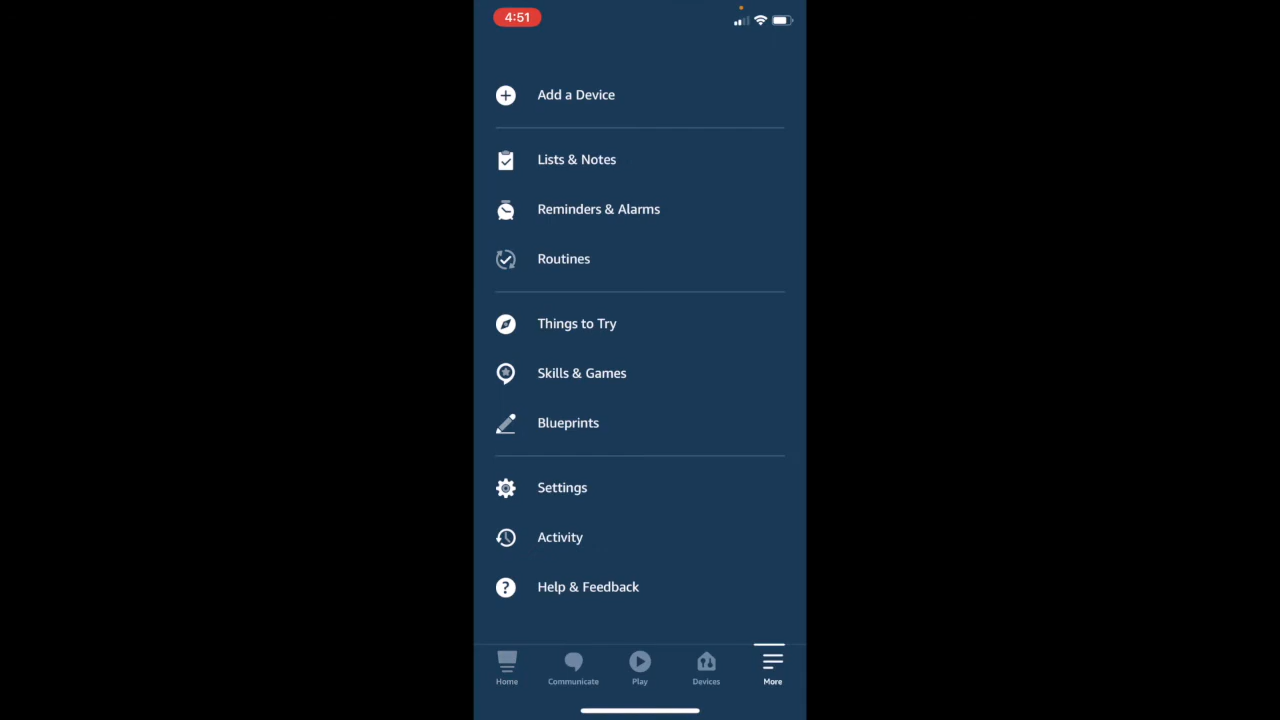 4:51
Add a Device
Lists & Notes
Reminders & Alarms
Routines
Things to Try
Skills & Games
Blueprints
Settings
Activity
Help & Feedback
Home Communicate Play Devices More